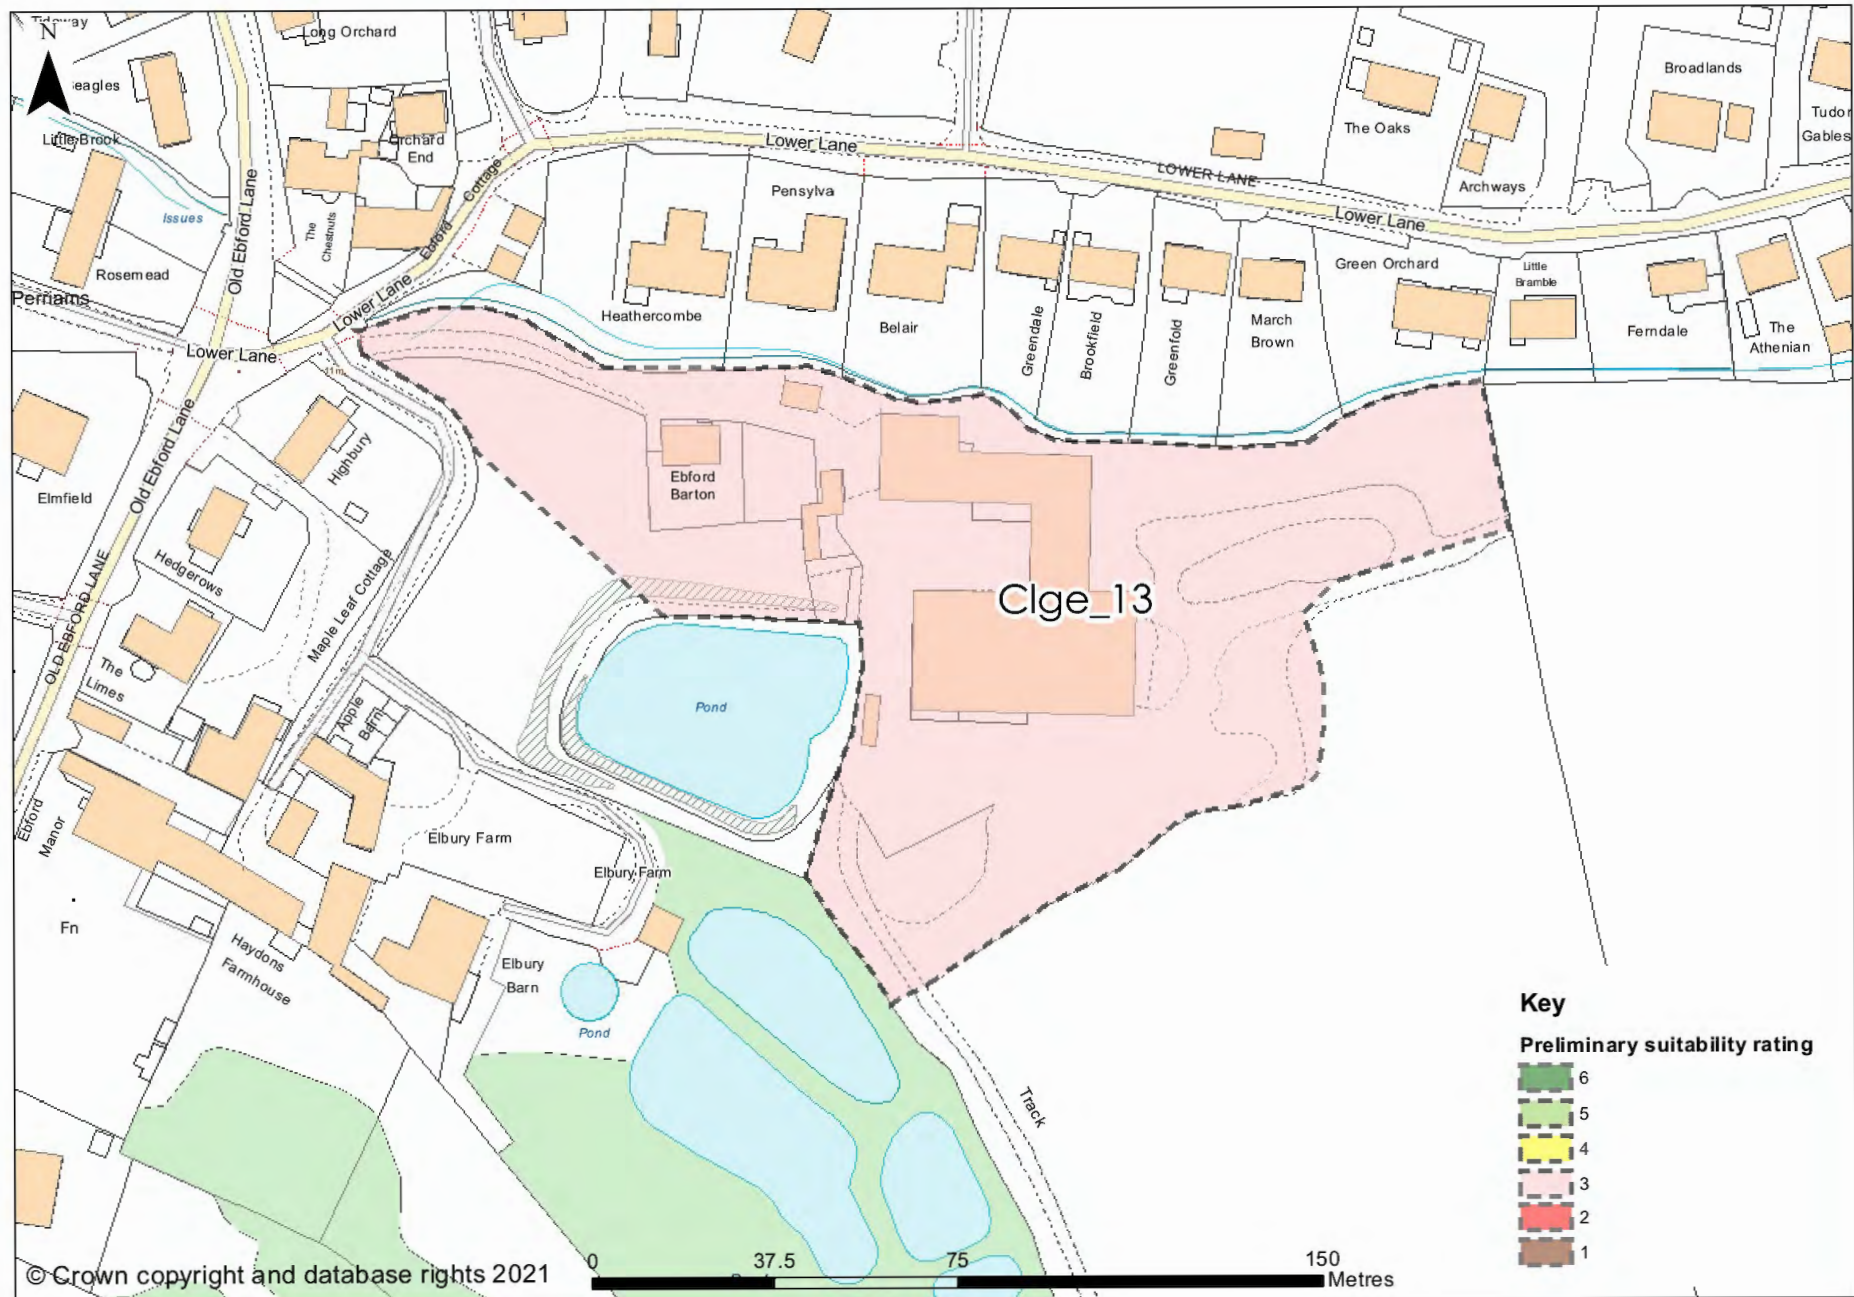 Tideway
N
Long Orchard
1
Broadlands
eagles
Little Brook
Orchard
End
The Oaks
Tudor
Gables
Lower Lane
LOWER LANE
Archways
Cottage
Ebford
Pensylva
Issues
The
Chestnuts
Old Ebford Lane
Lower Lane
Rosemead
Green Orchard
Little
Bramble
Perriams
Lower Lane
Heathercombe
Belair
Greendale
Brookfield
Greenfold
March
Brown
Ferndale
The
Athenian
Lower Lane
11m
Old Ebford Lane
Highbury
Elmfield
Ebford
Barton
Hedgerows
Maple Leaf Cottage
Clge_13
OLD EBFORD LANE
The
Limes
Apple
Barn
Pond
Ebford
Manor
Elbury Farm
Elbury Farm
Fn
Haydons
Farmhouse
Elbury
Barn
Pond
Track
Key
Preliminary suitability rating
6
5
4
3
2
1
© Crown copyright and database rights 2021
0 37.5 75 150
Metres